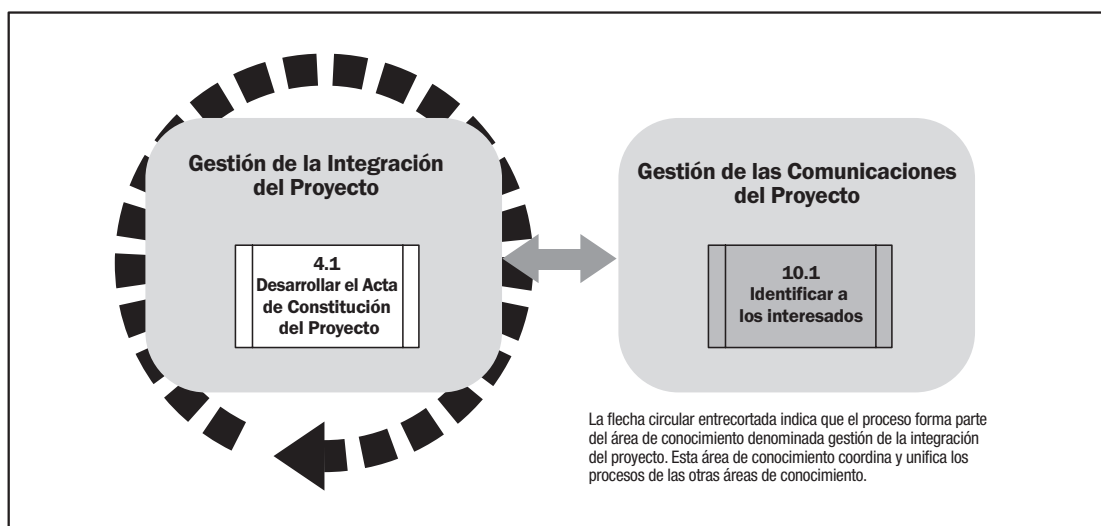 Gestión de la Integración
del Proyecto
4.1
Desarrollar el Acta
de Constitución
del Proyecto
Gestión de las Comunicaciones
del Proyecto
10.1
Identificar a
los interesados
La flecha circular entrecortada indica que el proceso forma parte
del área de conocimiento denominada gestión de la integración
del proyecto. Esta área de conocimiento coordina y unifica los
procesos de las otras áreas de conocimiento.